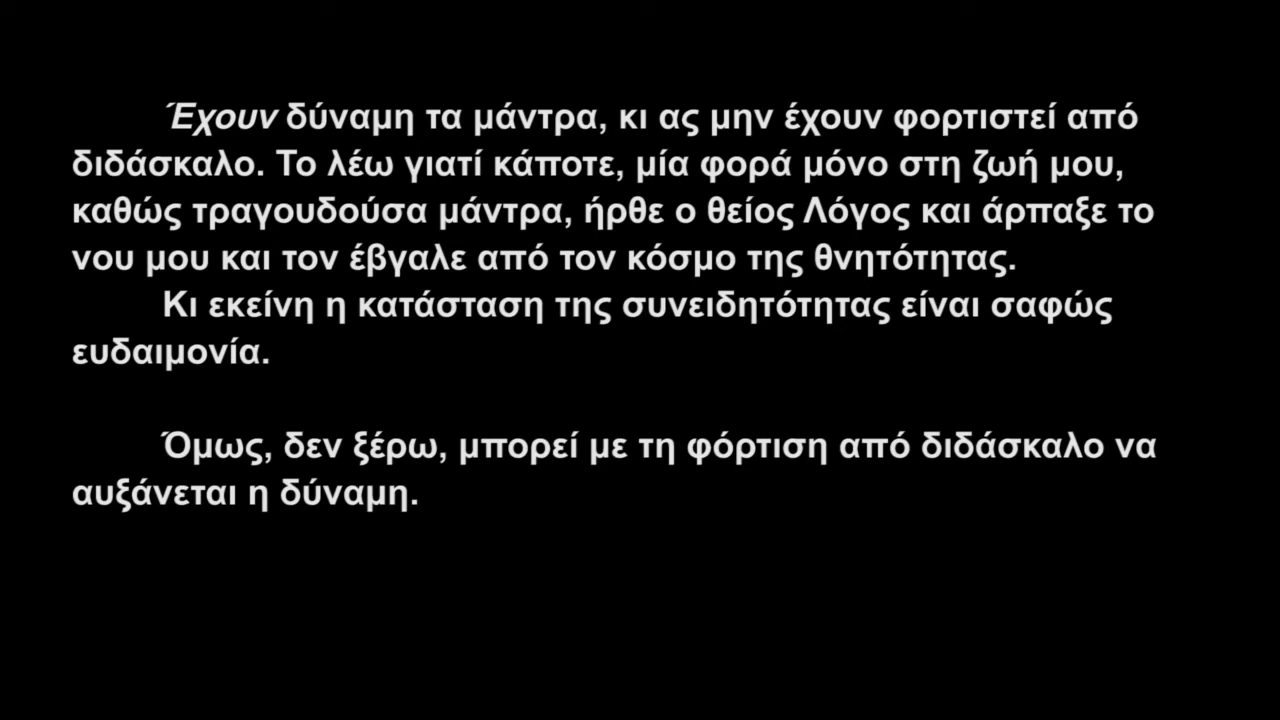 Έχουν δύναμη τα μάντρα, κι ας μην έχουν φορτιστεί από
διδάσκαλο. Το λέω γιατί κάποτε, μία φορά μόνο στη ζωή μου,
καθώς τραγουδούσα μάντρα, ήρθε ο θείος Λόγος και άρπαξε το
νου μου και τον έβγαλε από τον κόσμο της θνητότητας.
Κι εκείνη η κατάσταση της συνειδητότητας είναι σαφώς
ευδαιμονία.
Όμως, δεν ξέρω, μπορεί με τη φόρτιση από διδάσκαλο να
αυξάνεται η δύναμη.